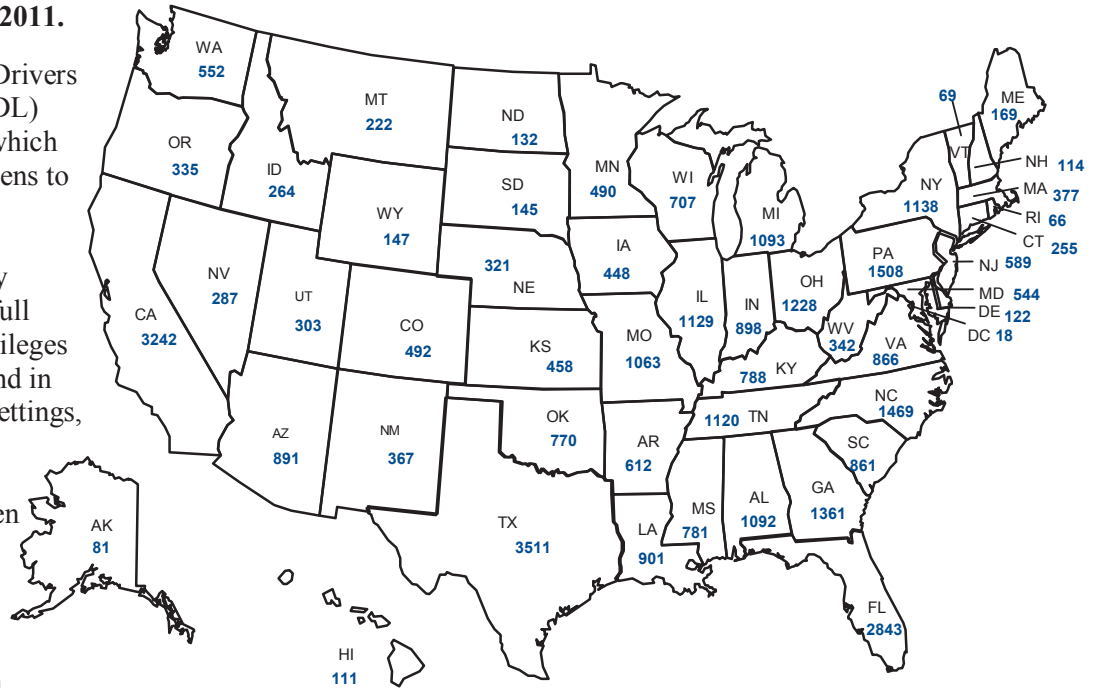 2011.
Drivers
DL)
which
ens to
y
full
ileges
nd in
ettings,
en
WA
552
OR
335
ID
264
MT
222
ND
132
SD
145
WY
147
MN
490
WI
707
MI
1093
IA
448
321
NE
NV
287
UT
303
CA
3242
CO
492
KS
458
MO
1063
IL
1129
IN
898
OH
1228
PA
1508
NY
1138
69
VT
ME
169
NH 114
MA 377
RI 66
CT 255
NJ 589
MD 544
DE 122
DC 18
WV
342
VA
866
788 KY
NC
1469
1120 TN
SC
861
AZ
891
NM
367
OK
770
AR
612
TX
3511
LA
901
MS
781
AL
1092
GA
1361
FL
2843
AK
81
HI
111